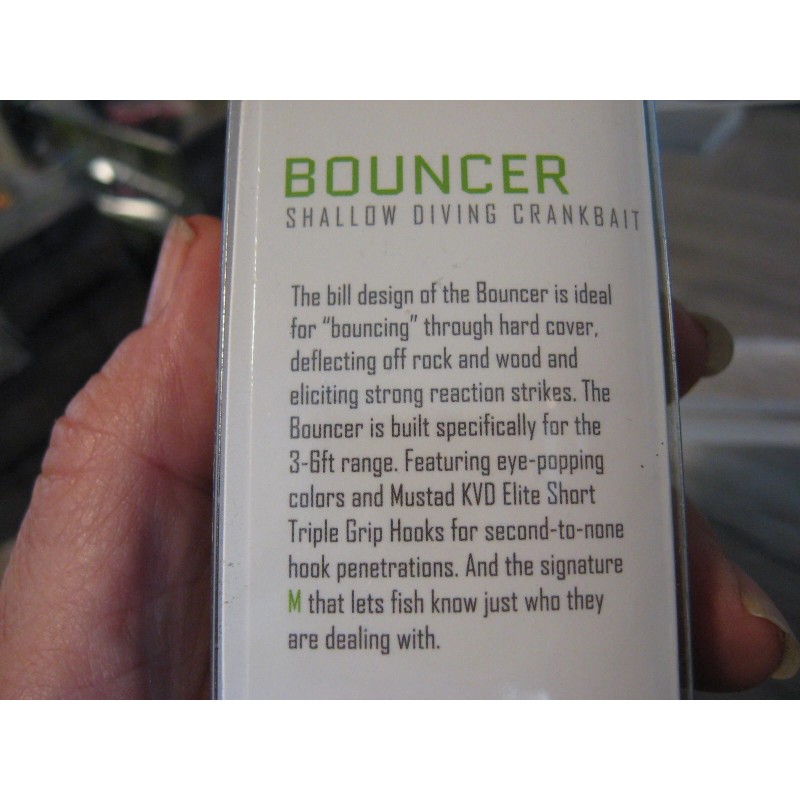 BOUNCER
SHALLOW DIVING CRANKBAIT
The bill design of the Bouncer is ideal
for “bouncing” through hard cover,
deflecting off rock and wood and
eliciting strong reaction strikes. The
Bouncer is built specifically for the
3-6ft range. Featuring eye-popping
colors and Mustad KVD Elite Short
Triple Grip Hooks for second-to-none
hook penetrations. And the signature
M that lets fish know just who they
are dealing with.